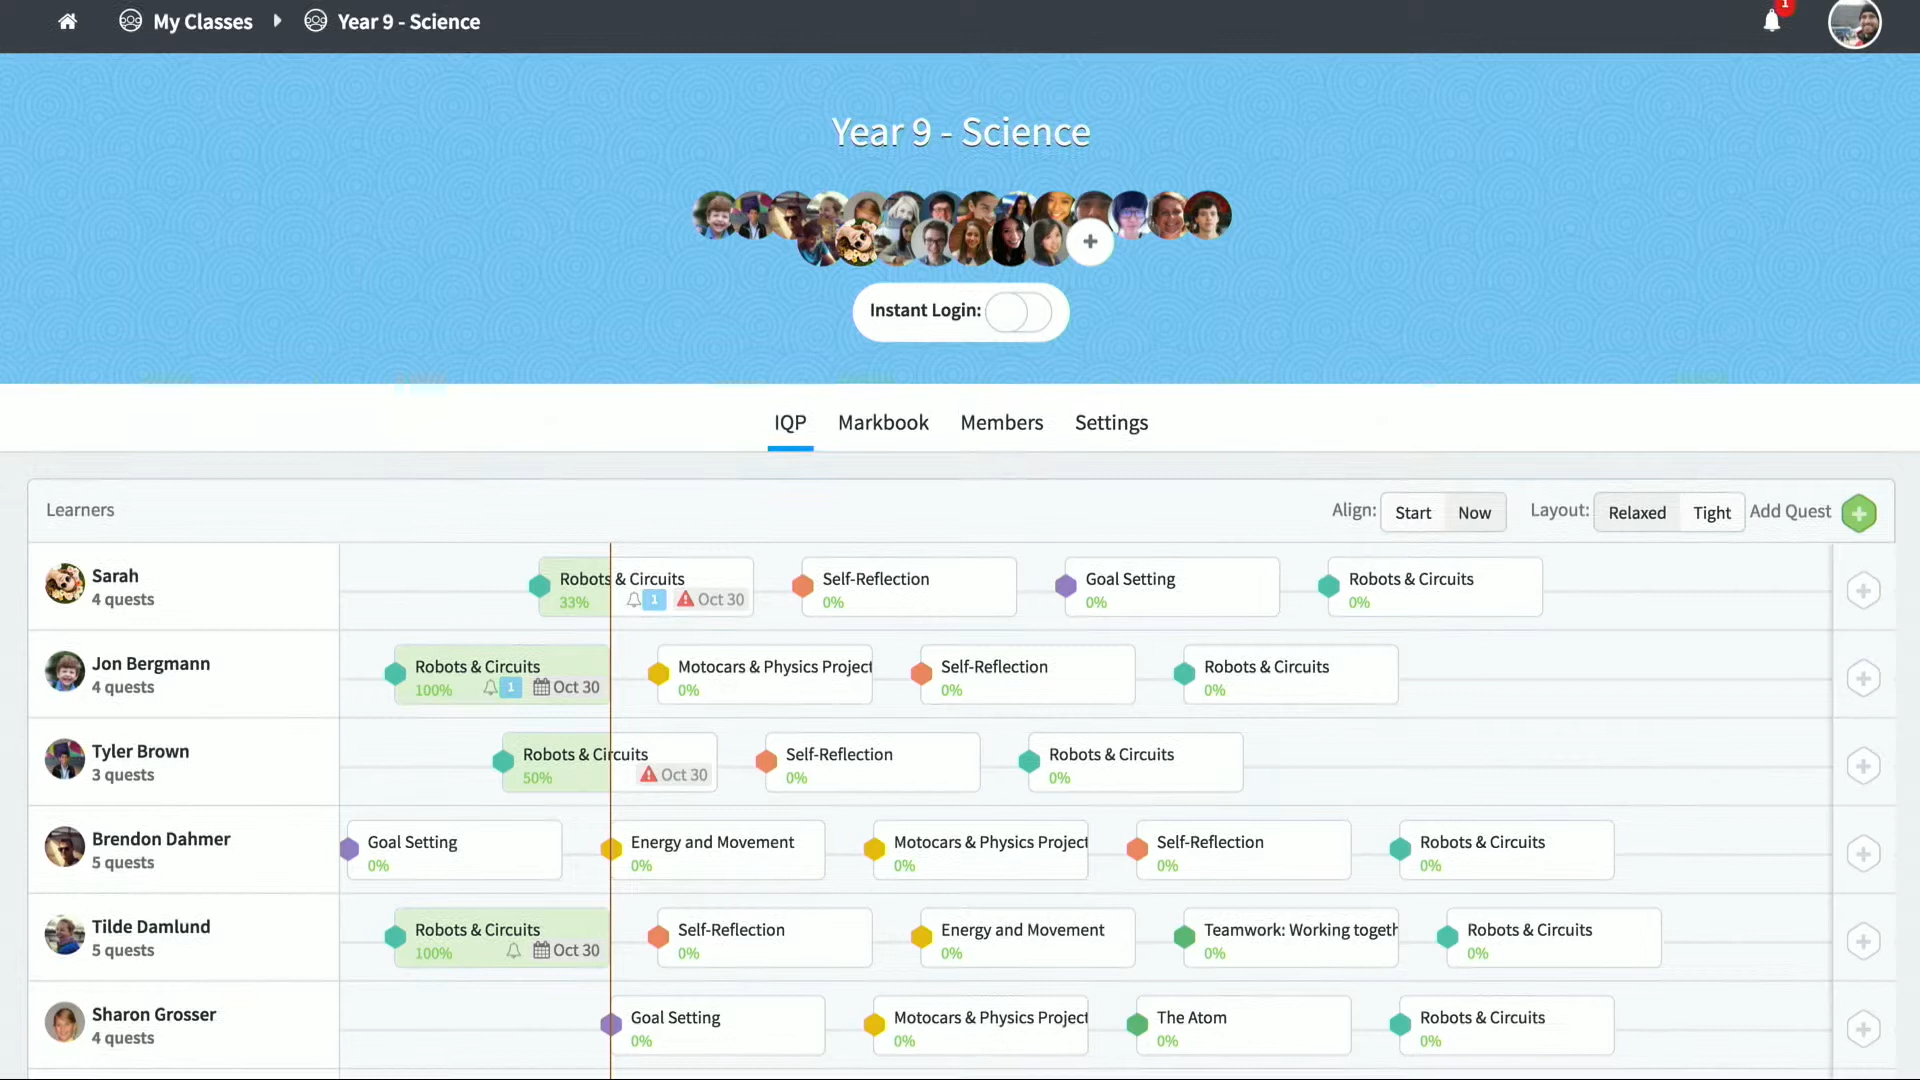 My Classes
Year 9 - Science
1
Year 9 - Science
Instant Login:
IQP Markbook Members Settings
Learners
Align: Start Now Layout: Relaxed Tight Add Quest
Sarah
4 quests
Robots & Circuits
33% 1 Oct 30
Self-Reflection
0%
Goal Setting
0%
Robots & Circuits
0%
Jon Bergmann
4 quests
Robots & Circuits
100% 1 Oct 30
Motocars & Physics Project
0%
Self-Reflection
0%
Robots & Circuits
0%
Tyler Brown
3 quests
Robots & Circuits
50% Oct 30
Self-Reflection
0%
Robots & Circuits
0%
Brendon Dahmer
5 quests
Goal Setting
0%
Energy and Movement
0%
Motocars & Physics Project
0%
Self-Reflection
0%
Robots & Circuits
0%
Tilde Damlund
5 quests
Robots & Circuits
100% Oct 30
Self-Reflection
0%
Energy and Movement
0%
Teamwork: Working togeth
0%
Robots & Circuits
0%
Sharon Grosser
4 quests
Goal Setting
0%
Motocars & Physics Project
0%
The Atom
0%
Robots & Circuits
0%